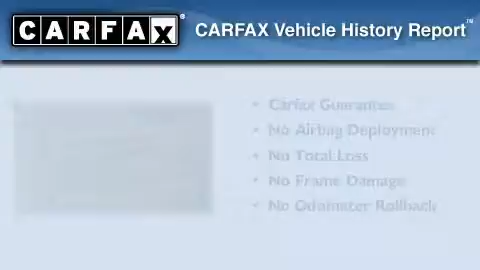 CARFAX® CARFAX Vehicle History Report™
• Carfax Guarantee
• No Airbag Deployment
• No Total Loss
• No Frame Damage
• No Odometer Rollback